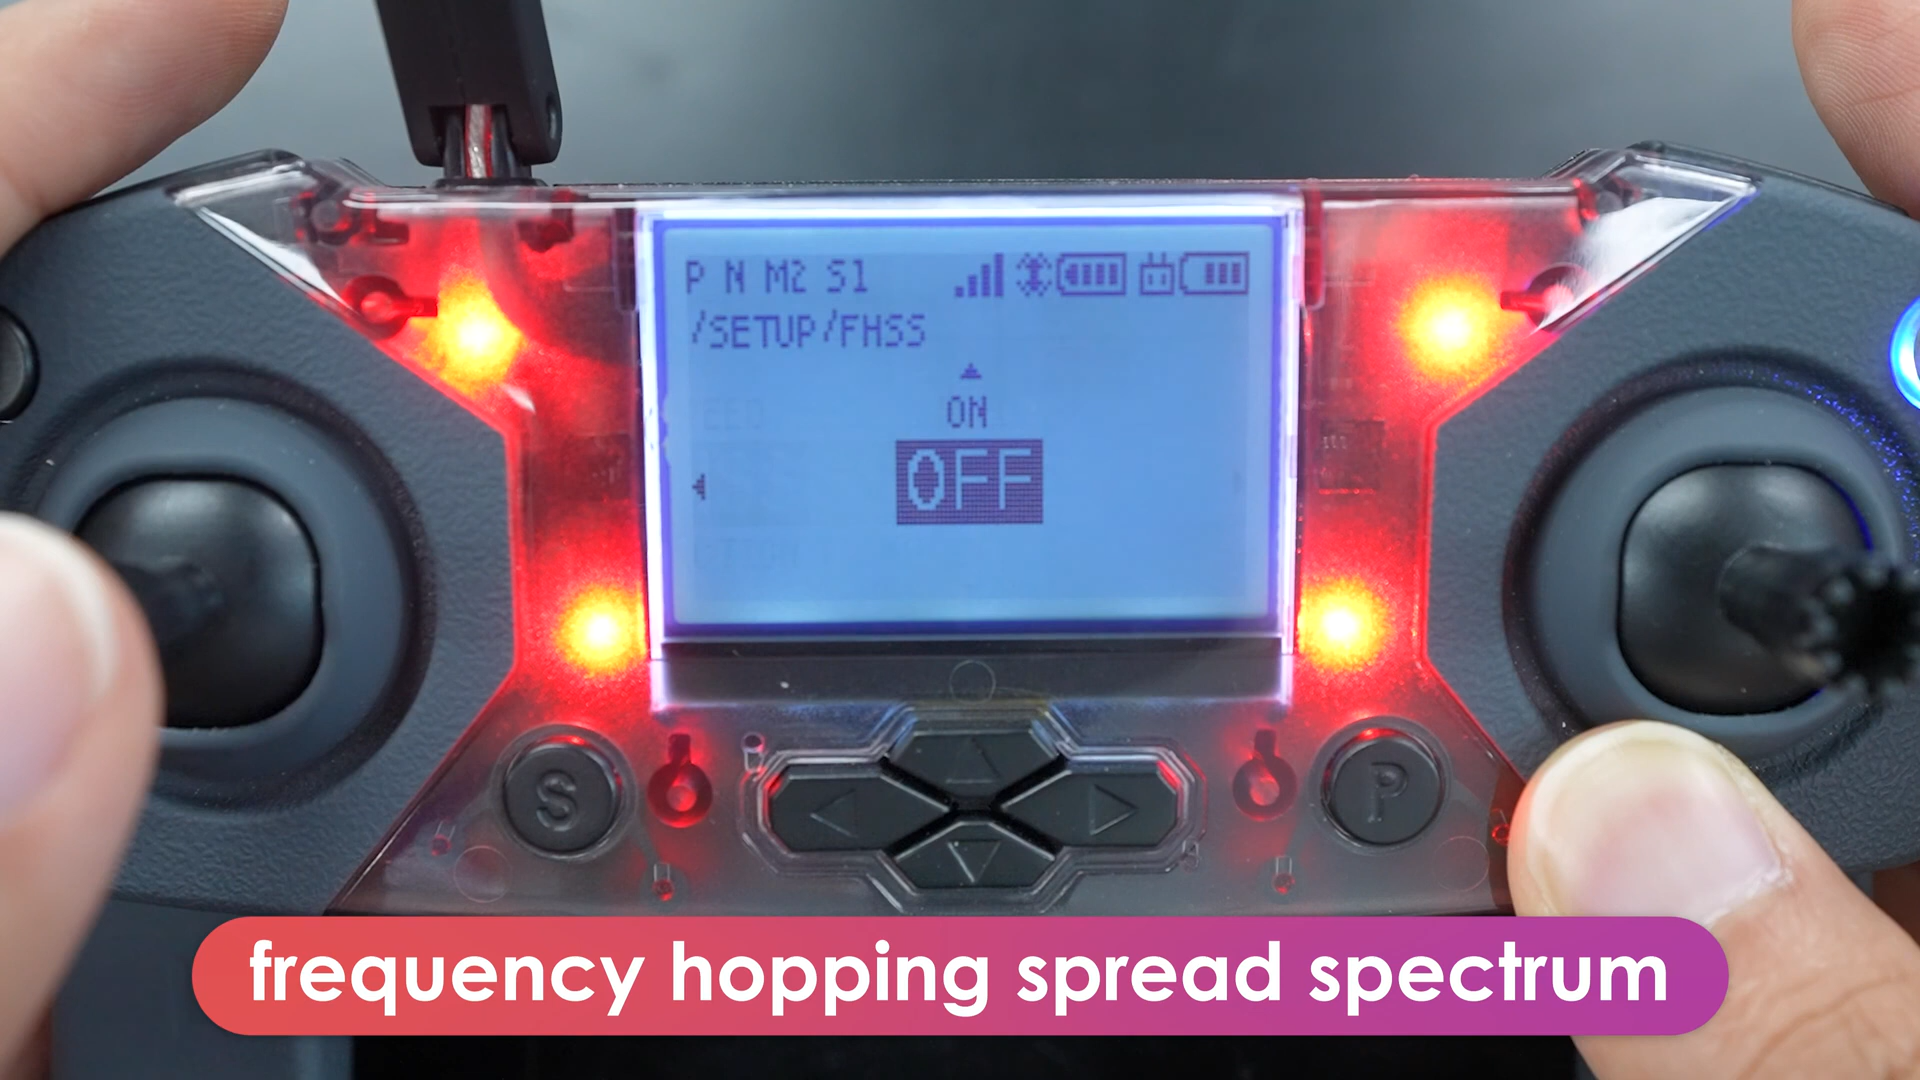 P N M2 S1
/SETUP/FHSS
ON
OFF
S
P
frequency hopping spread spectrum